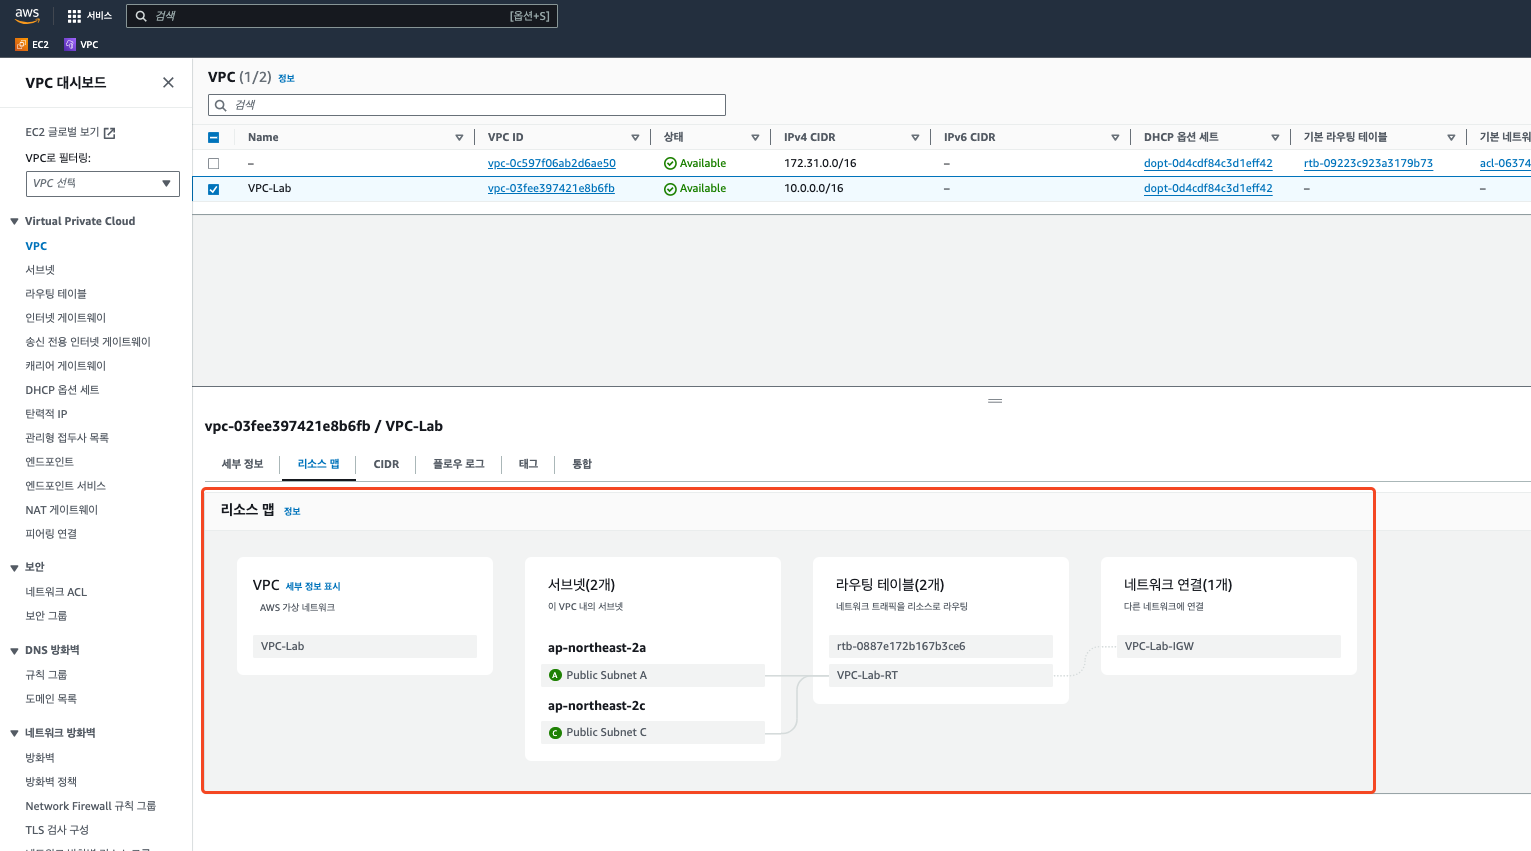 aws
서비스
검색
[옵션+S]
EC2
VPC
VPC 대시보드
EC2 글로벌 보기
VPC로 필터링:
VPC 선택
Virtual Private Cloud
VPC
서브넷
라우팅 테이블
인터넷 게이트웨이
송신 전용 인터넷 게이트웨이
캐리어 게이트웨이
DHCP 옵션 세트
탄력적 IP
관리형 접두사 목록
엔드포인트
엔드포인트 서비스
NAT 게이트웨이
피어링 연결
보안
네트워크 ACL
보안 그룹
DNS 방화벽
규칙 그룹
도메인 목록
네트워크 방화벽
방화벽
방화벽 정책
Network Firewall 규칙 그룹
TLS 검사 구성
VPC (1/2) 정보
검색
Name VPC ID 상태 IPv4 CIDR IPv6 CIDR DHCP 옵션 세트 기본 라우팅 테이블 기본 네트워
– vpc-0c597f06ab2d6ae50 Available 172.31.0.0/16 – dopt-0d4cdf84c3d1eff42 rtb-09223c923a3179b73 acl-06374
VPC-Lab vpc-03fee397421e8b6fb Available 10.0.0.0/16 – dopt-0d4cdf84c3d1eff42 – –
vpc-03fee397421e8b6fb / VPC-Lab
세부 정보 리소스 맵 CIDR 플로우 로그 태그 통합
리소스 맵 정보
VPC 세부 정보 표시
AWS 가상 네트워크
VPC-Lab
서브넷(2개)
이 VPC 내의 서브넷
ap-northeast-2a
A Public Subnet A
ap-northeast-2c
C Public Subnet C
라우팅 테이블(2개)
네트워크 트래픽을 리소스로 라우팅
rtb-0887e172b167b3ce6
VPC-Lab-RT
네트워크 연결(1개)
다른 네트워크에 연결
VPC-Lab-IGW